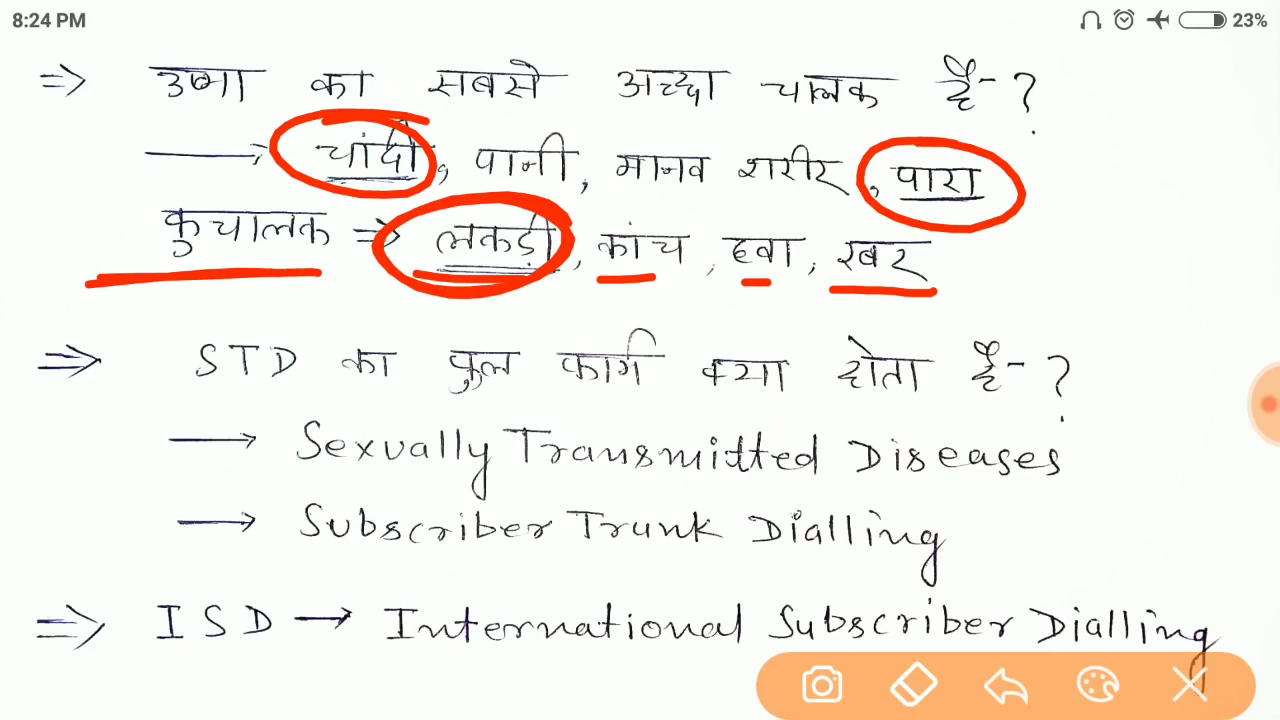 8:24 PM 23%
=> उष्मा का सबसे अच्छा चालक है- ?
→ चांदी, पानी, मानव शरीर, पारा
कुचालक => लकड़ी, कांच, हवा, रबर
=> STD का फुल फार्म क्या होता है- ?
→ Sexually Transmitted Diseases
→ Subscriber Trunk Dialling
=> ISD → International Subscriber Dialling